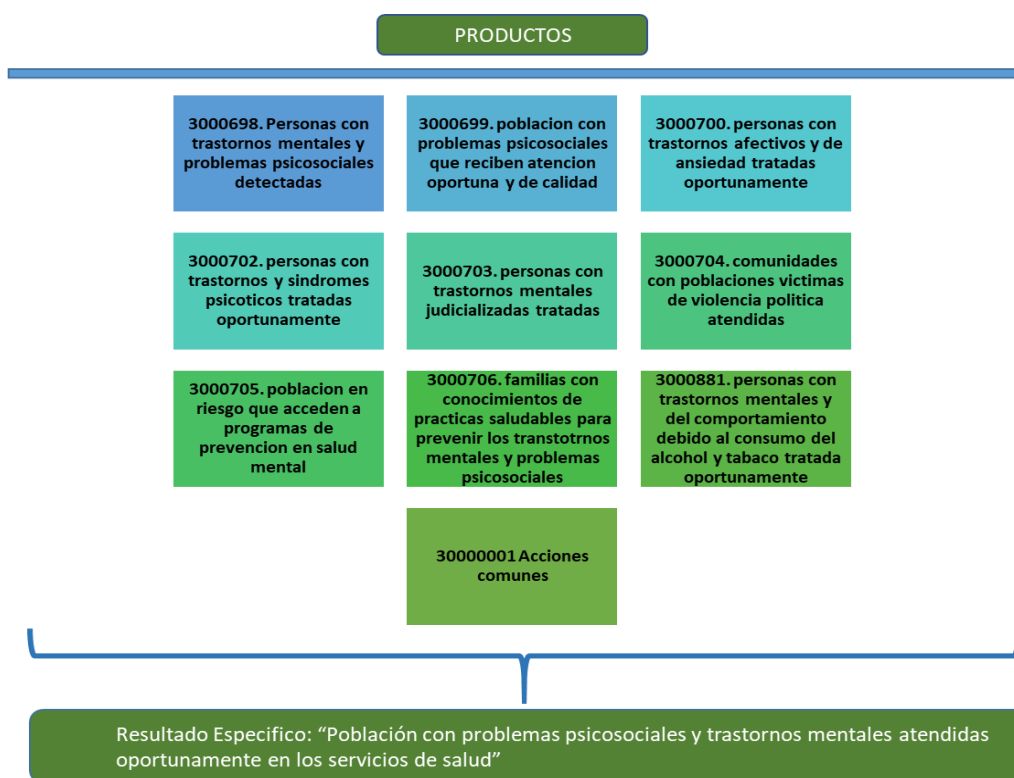 PRODUCTOS
3000698. Personas con
trastornos mentales y
problemas psicosociales
detectadas
3000699. poblacion con
problemas psicosociales
que reciben atencion
oportuna y de calidad
3000700. personas con
trastornos afectivos y de
ansiedad tratadas
oportunamente
3000702. personas con
trastornos y sindromes
psicoticos tratadas
oportunamente
3000703. personas con
trastornos mentales
judicializadas tratadas
3000704. comunidades
con poblaciones victimas
de violencia politica
atendidas
3000705. poblacion en
riesgo que acceden a
programas de
prevencion en salud
mental
3000706. familias con
conocimientos de
practicas saludables para
prevenir los transtotrnos
mentales y problemas
psicosociales
3000881. personas con
trastornos mentales y
del comportamiento
debido al consumo del
alcohol y tabaco tratada
oportunamente
30000001 Acciones
comunes
Resultado Especifico: “Población con problemas psicosociales y trastornos mentales atendidas
oportunamente en los servicios de salud”